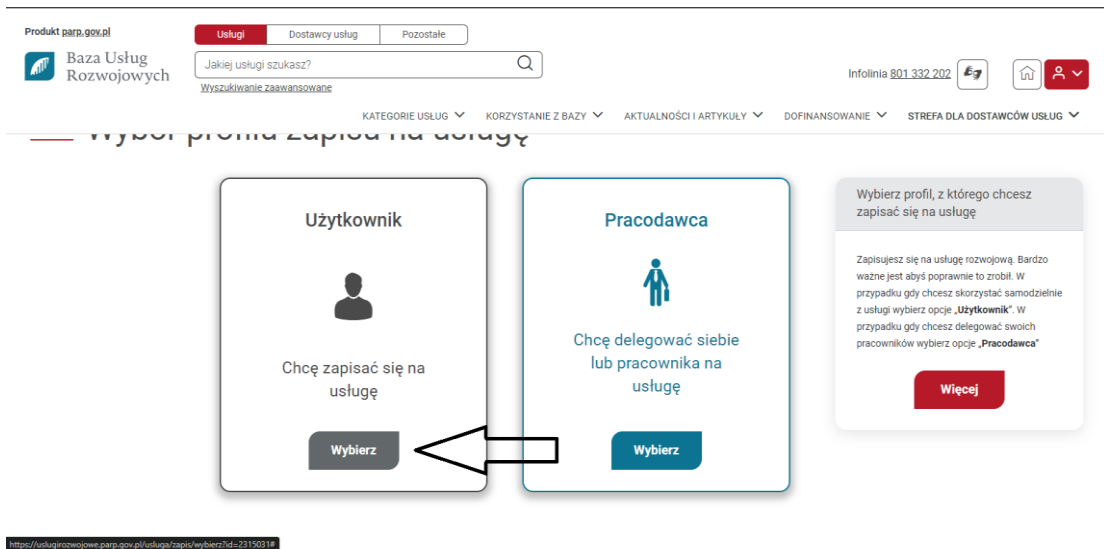 Produkt parp.gov.pl
Usługi
Dostawcy usług
Pozostałe
Baza Usług
Rozwojowych
Jakiej usługi szukasz?
Wyszukiwanie zaawansowane
Infolinia 801 332 202
KATEGORIE USŁUG
KORZYSTANIE Z BAZY
AKTUALNOŚCI I ARTYKUŁY
DOFINANSOWANIE
STREFA DLA DOSTAWCÓW USŁUG
Wybór profilu zapisu na usługę
Użytkownik
Chcę zapisać się na
usługę
Wybierz
Pracodawca
Chcę delegować siebie
lub pracownika na
usługę
Wybierz
Wybierz profil, z którego chcesz
zapisać się na usługę
Zapisujesz się na usługę rozwojową. Bardzo
ważne jest abyś poprawnie to zrobił. W
przypadku gdy chcesz skorzystać samodzielnie
z usługi wybierz opcje „Użytkownik". W
przypadku gdy chcesz delegować swoich
pracowników wybierz opcje „Pracodawca"
Więcej
https://uslugirozwojowe.parp.gov.pl/usluga/zapis/wybierz?id=2315031#